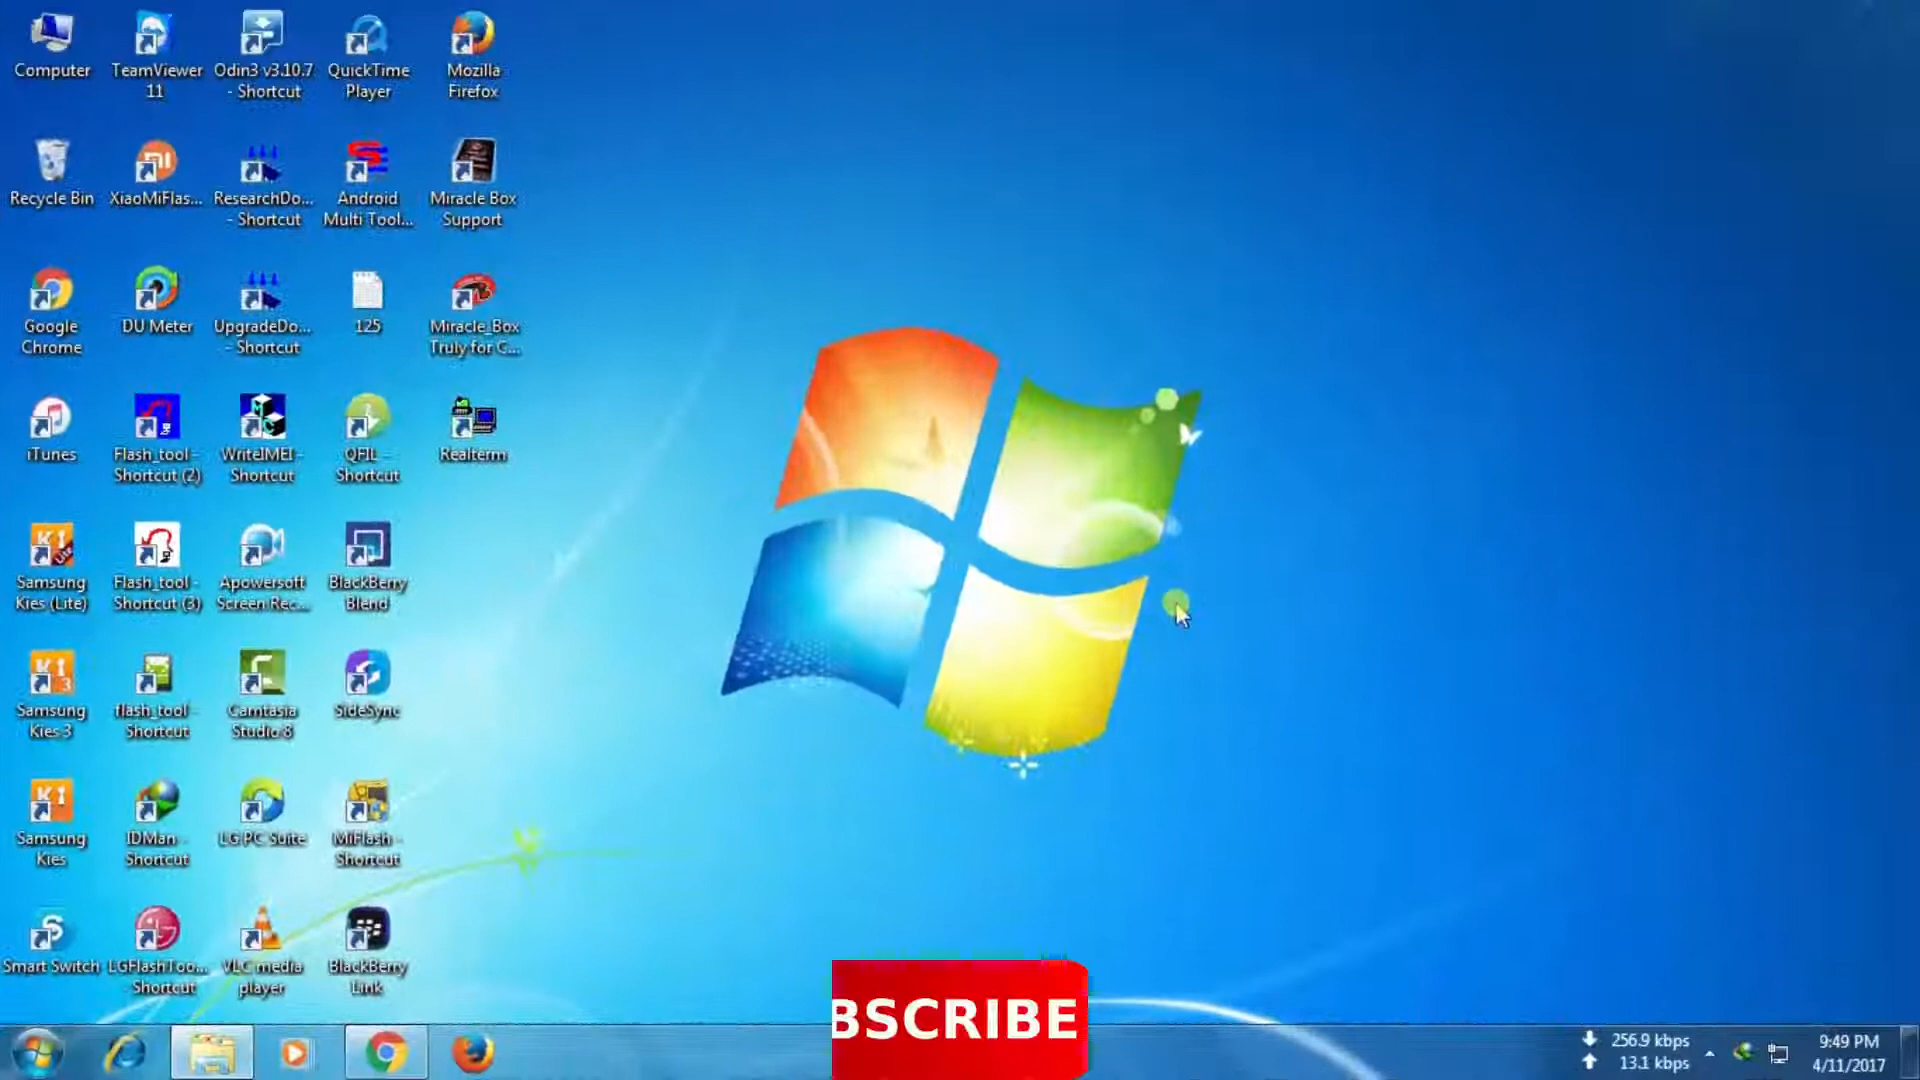 Computer
TeamViewer
11
Odin3 v3.10.7
- Shortcut
QuickTime
Player
Mozilla
Firefox
Recycle Bin
XiaoMiFlas...
ResearchDo...
- Shortcut
Android
Multi Tool...
Miracle Box
Support
Google
Chrome
DU Meter
UpgradeDo...
- Shortcut
125
Miracle_Box
Truly for C...
iTunes
Flash_tool -
Shortcut (2)
WriteIMEI -
Shortcut
QFIL -
Shortcut
Realterm
Samsung
Kies (Lite)
Flash_tool -
Shortcut (3)
Apowersoft
Screen Rec...
BlackBerry
Blend
Samsung
Kies 3
flash_tool -
Shortcut
Camtasia
Studio 8
SideSync
Samsung
Kies
IDMan -
Shortcut
LG PC Suite
MiFlash -
Shortcut
Smart Switch
LGFlashToo...
Shortcut
VLC media
player
BlackBerry
Link
BSCRIBE
256.9 kbps
13.1 kbps
9:49 PM
4/11/2017